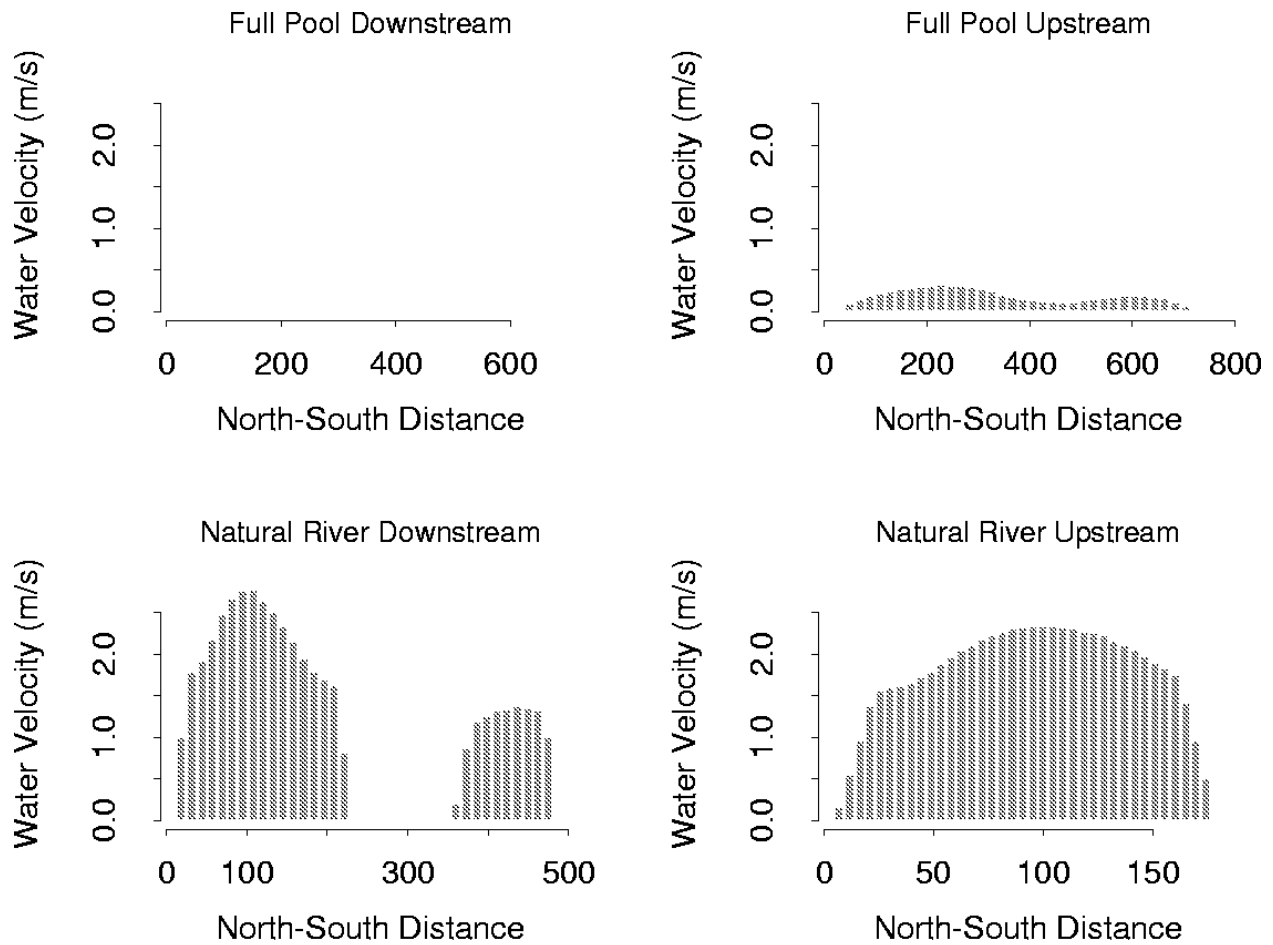 Full Pool Downstream
Water Velocity (m/s)
2.0
1.0
0.0
0 200 400 600
North-South Distance
Full Pool Upstream
Water Velocity (m/s)
2.0
1.0
0.0
0 200 400 600 800
North-South Distance
Natural River Downstream
Water Velocity (m/s)
2.0
1.0
0.0
0 100 300 500
North-South Distance
Natural River Upstream
Water Velocity (m/s)
2.0
1.0
0.0
0 50 100 150
North-South Distance